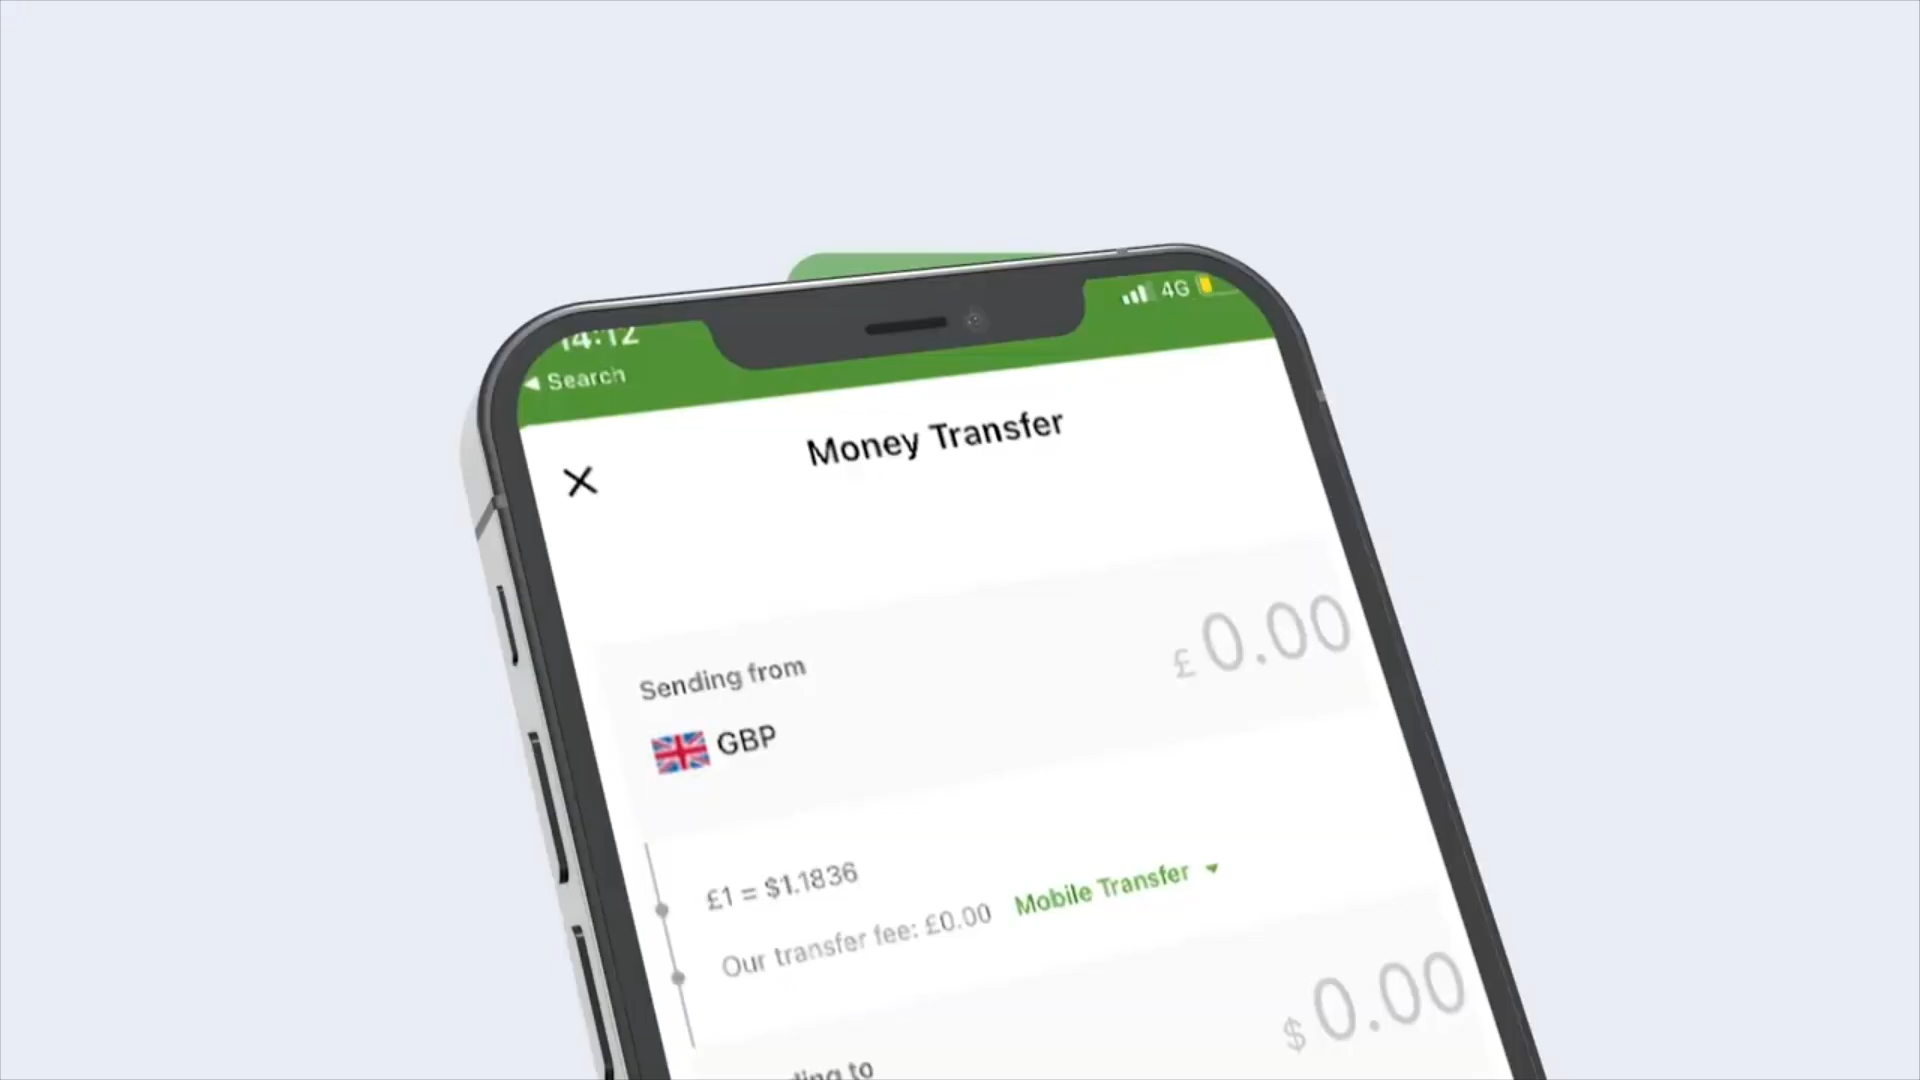 14:12
4G
◀ Search
Money Transfer
Sending from
£0.00
GBP
£1 = $1.1836
Our transfer fee: £0.00 Mobile Transfer
$0.00
to